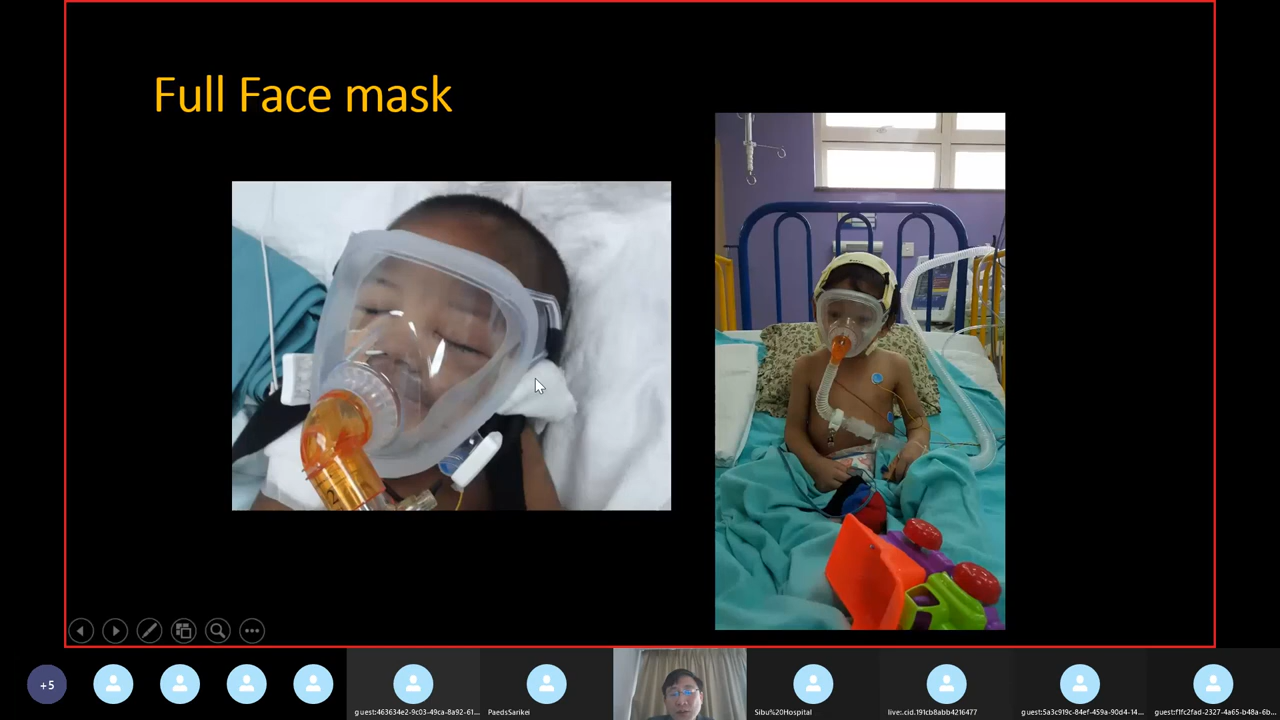 Full Face mask
2
+5
guest:463634e2-9c03-49ca-8a92-61...
PaedsSarikei
Sibu%20Hospital
live:.cid.191cb8abb4216477
guest:5a3c919c-84ef-459a-90d4-14...
guest:f1fc2fad-2327-4a65-b48a-6b...